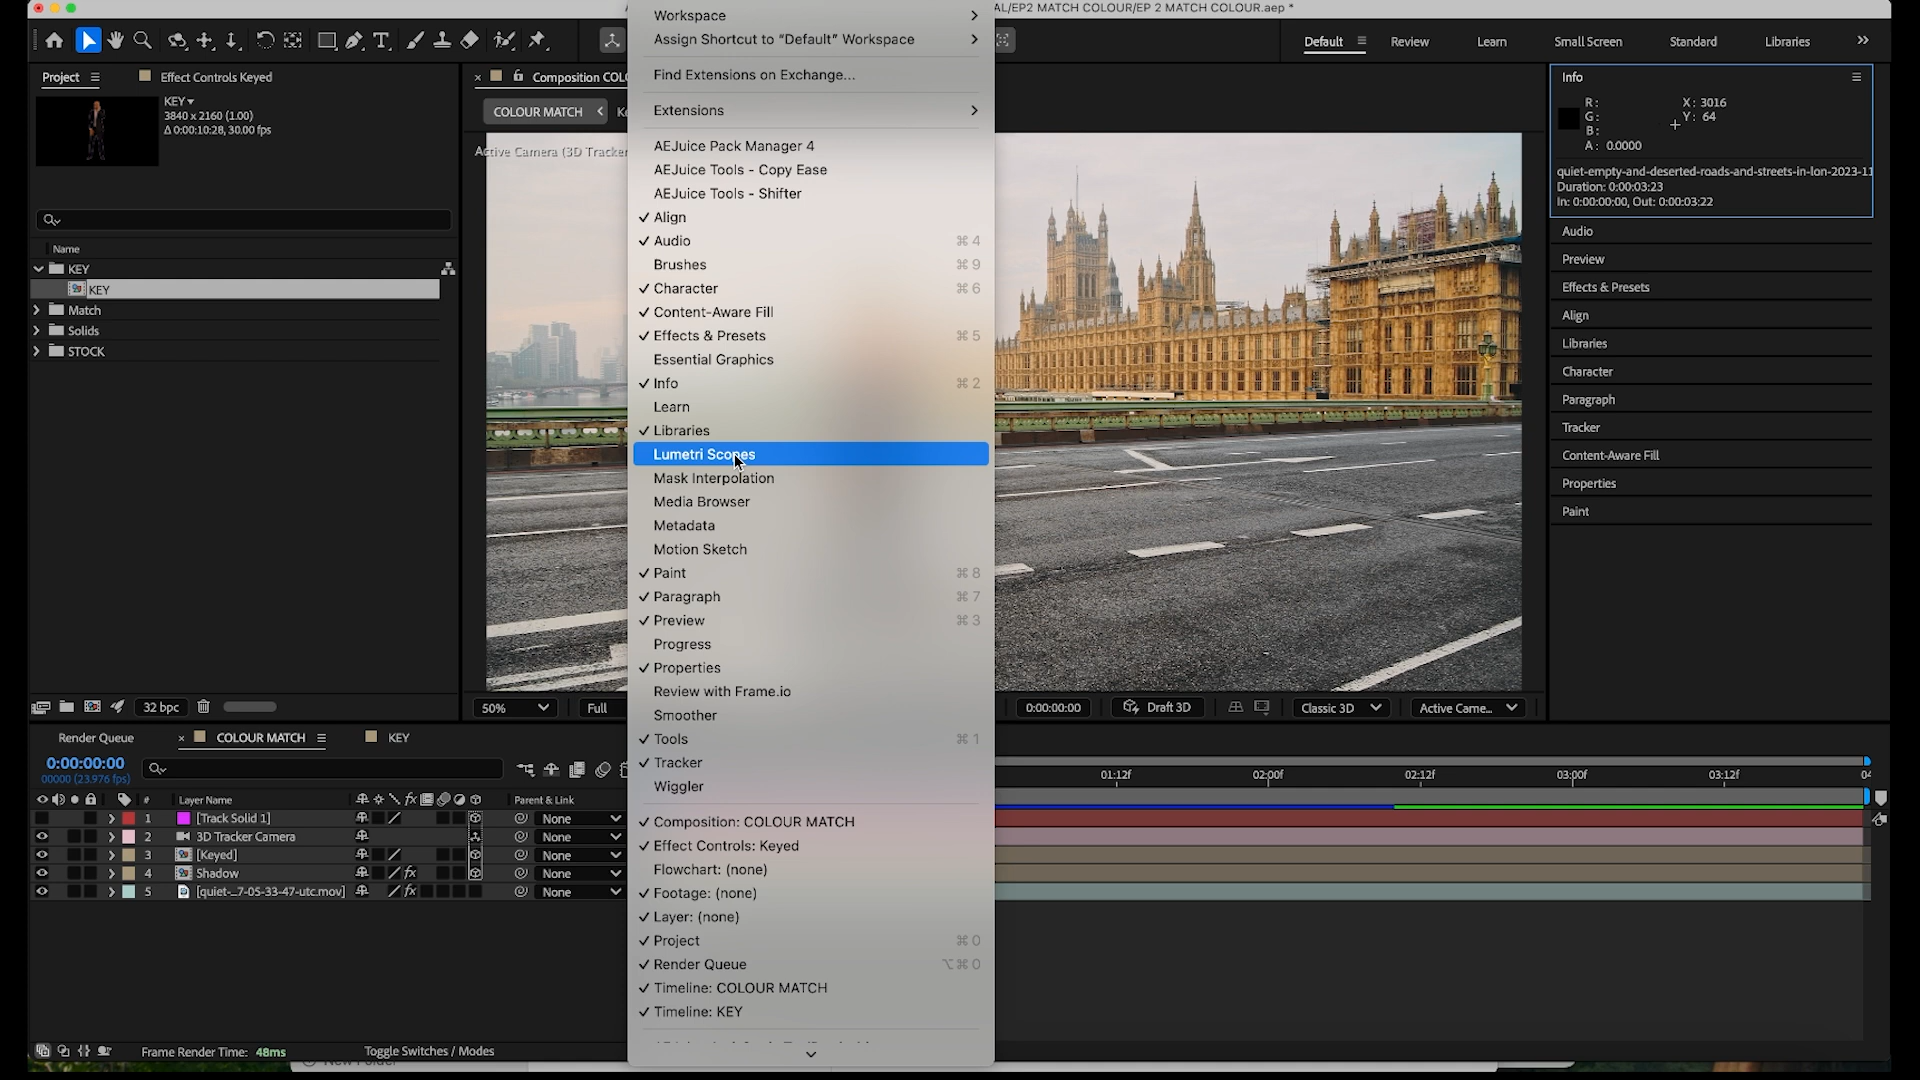 AL/EP2 MATCH COLOUR/EP 2 MATCH COLOUR.aep *
Default
Review
Learn
Small Screen
Standard
Libraries
Project
Effect Controls Keyed
KEY
3840 x 2160 (1.00)
Δ 0:00:10:28, 30.00 fps
Name
KEY
KEY
Match
Solids
STOCK
32 bpc
Composition COL
COLOUR MATCH
Active Camera (3D Tracker
50%
Full
Workspace
Assign Shortcut to “Default” Workspace
Find Extensions on Exchange...
Extensions
AEJuice Pack Manager 4
AEJuice Tools - Copy Ease
AEJuice Tools - Shifter
✓ Align
✓ Audio ⌘ 4
Brushes ⌘ 9
✓ Character ⌘ 6
✓ Content-Aware Fill
✓ Effects & Presets ⌘ 5
Essential Graphics
✓ Info ⌘ 2
Learn
✓ Libraries
Lumetri Scopes
Mask Interpolation
Media Browser
Metadata
Motion Sketch
✓ Paint ⌘ 8
✓ Paragraph ⌘ 7
✓ Preview ⌘ 3
Progress
✓ Properties
Review with Frame.io
Smoother
✓ Tools ⌘ 1
✓ Tracker
Wiggler
✓ Composition: COLOUR MATCH
✓ Effect Controls: Keyed
Flowchart: (none)
✓ Footage: (none)
✓ Layer: (none)
✓ Project ⌘ 0
✓ Render Queue ⌥⌘ 0
✓ Timeline: COLOUR MATCH
✓ Timeline: KEY
0:00:00:00
Draft 3D
Classic 3D
Active Came...
Info
R: X: 3016
G: Y: 64
B:
A: 0.0000
quiet-empty-and-deserted-roads-and-streets-in-lon-2023-11
Duration: 0:00:03:23
In: 0:00:00:00, Out: 0:00:03:22
Audio
Preview
Effects & Presets
Align
Libraries
Character
Paragraph
Tracker
Content-Aware Fill
Properties
Paint
Render Queue
COLOUR MATCH
KEY
0:00:00:00
00000 (23.976 fps)
# Layer Name Parent & Link
1 [Track Solid 1] None
2 3D Tracker Camera None
3 [Keyed] None
4 Shadow fx None
5 [quiet-_7-05-33-47-utc.mov] fx None
01:12f
02:00f
02:12f
03:00f
03:12f
04
Frame Render Time: 48ms
Toggle Switches / Modes